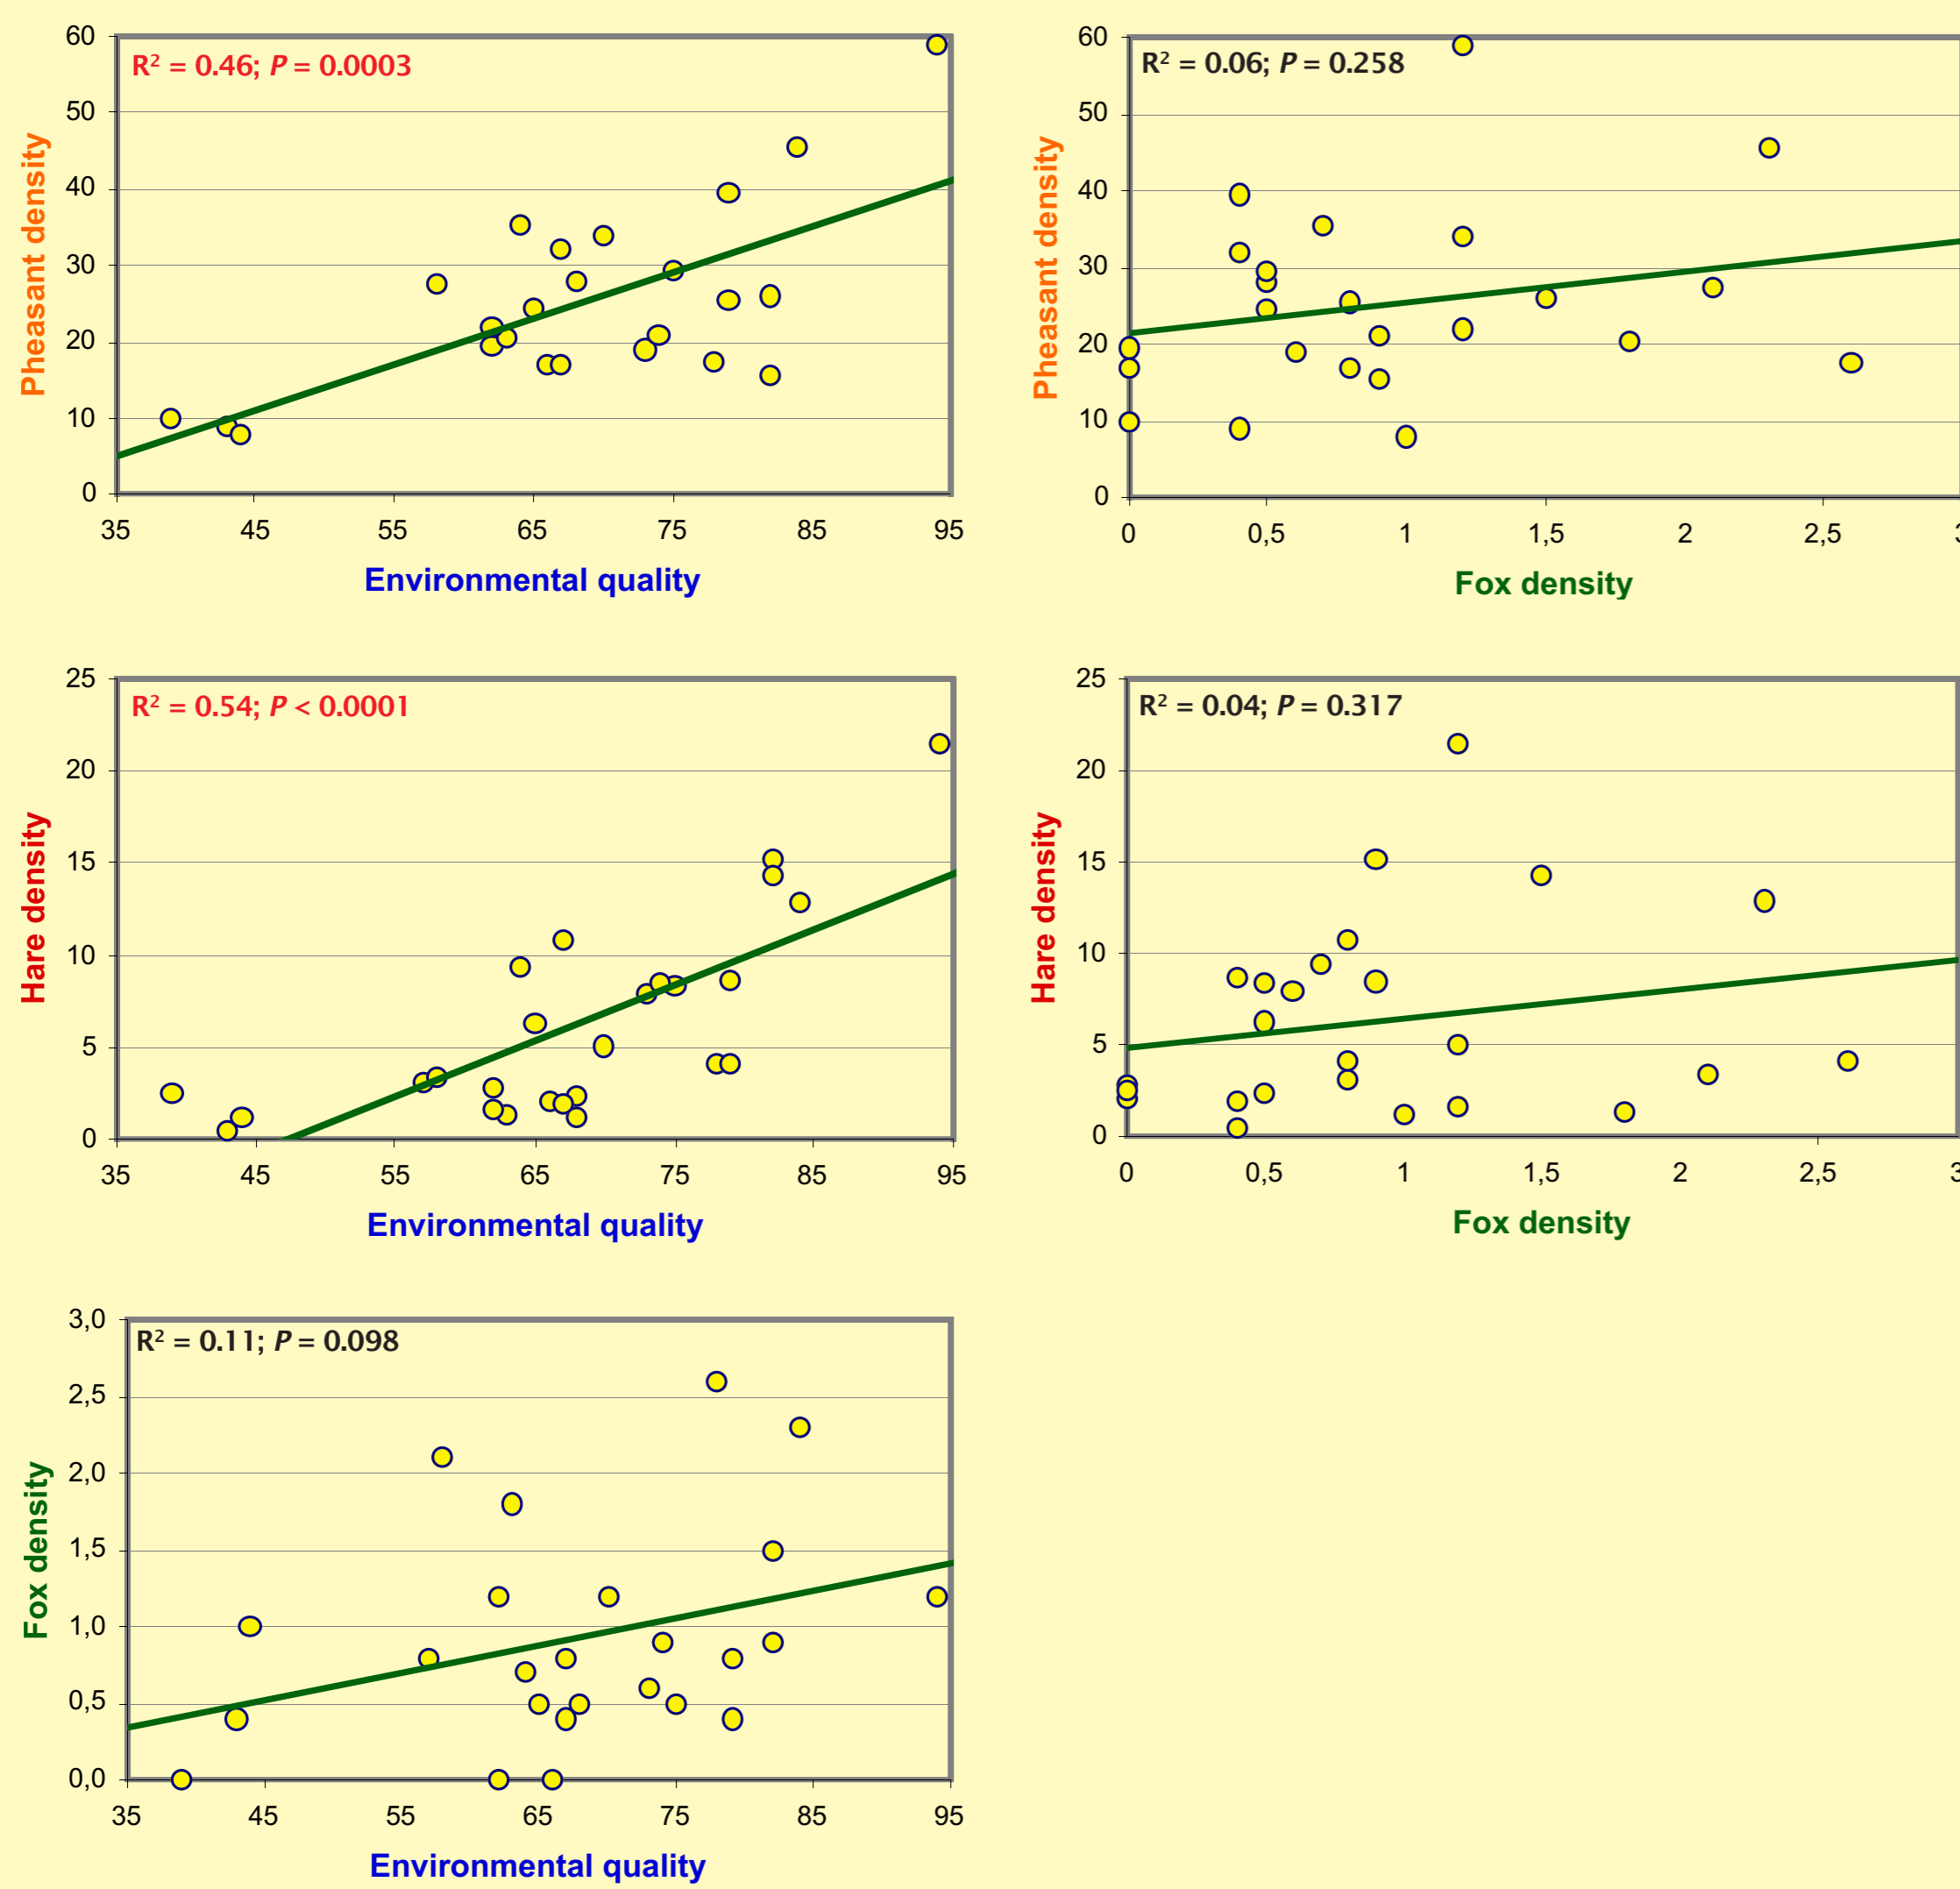 R² = 0.46; P = 0.0003
60
50
40
30
20
10
0
Pheasant density
35 45 55 65 75 85 95
Environmental quality
R² = 0.06; P = 0.258
60
50
40
30
20
10
0
Pheasant density
0 0,5 1 1,5 2 2,5
Fox density
R² = 0.54; P < 0.0001
25
20
15
10
5
0
Hare density
35 45 55 65 75 85 95
Environmental quality
R² = 0.04; P = 0.317
25
20
15
10
5
0
Hare density
0 0,5 1 1,5 2 2,5 3
Fox density
R² = 0.11; P = 0.098
3,0
2,5
2,0
1,5
1,0
0,5
0,0
Fox density
35 45 55 65 75 85 95
Environmental quality